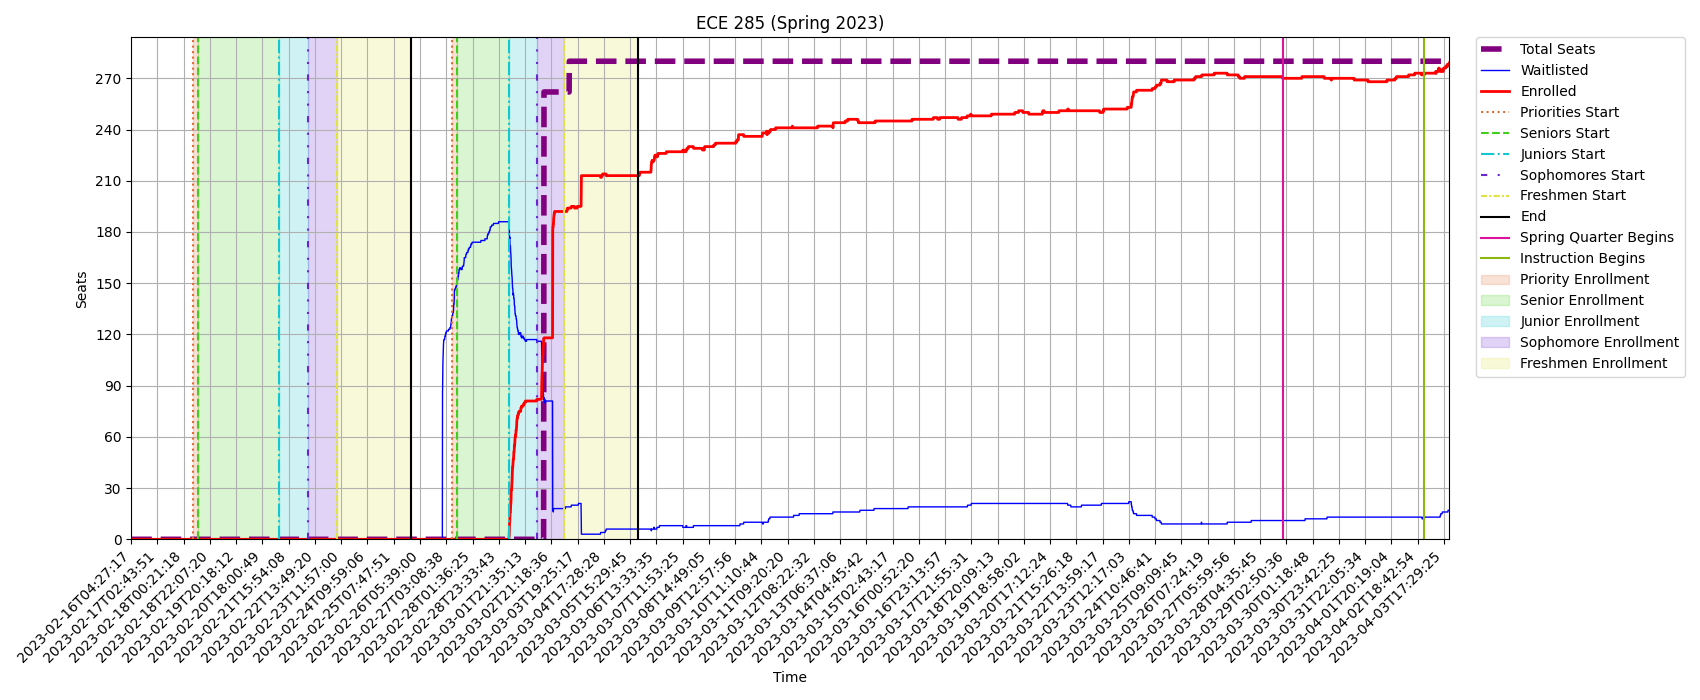 ECE 285 (Spring 2023)
Seats
270
240
210
180
150
120
90
60
30
0
2023-02-16T04:27:17
2023-02-17T02:43:51
2023-02-18T00:21:18
2023-02-18T22:07:20
2023-02-19T20:18:12
2023-02-20T18:00:49
2023-02-21T15:54:08
2023-02-22T13:49:20
2023-02-23T11:57:00
2023-02-24T09:59:06
2023-02-25T07:47:51
2023-02-26T05:39:00
2023-02-27T03:08:38
2023-02-28T01:36:25
2023-02-28T23:33:43
2023-03-01T21:35:13
2023-03-02T21:18:36
2023-03-03T19:25:17
2023-03-04T17:28:28
2023-03-05T15:29:45
2023-03-06T13:33:35
2023-03-07T11:53:25
2023-03-08T14:49:05
2023-03-09T12:57:56
2023-03-10T11:10:44
2023-03-11T09:20:20
2023-03-12T08:22:32
2023-03-13T06:37:06
2023-03-14T04:45:42
2023-03-15T02:43:17
2023-03-16T00:52:20
2023-03-16T23:13:57
2023-03-17T21:55:31
2023-03-18T20:09:13
2023-03-19T18:58:02
2023-03-20T17:12:24
2023-03-21T15:26:18
2023-03-22T13:59:17
2023-03-23T12:17:03
2023-03-24T10:46:41
2023-03-25T09:09:45
2023-03-26T07:24:19
2023-03-27T05:59:56
2023-03-28T04:35:45
2023-03-29T02:50:36
2023-03-30T01:18:48
2023-03-30T23:42:25
2023-03-31T22:05:34
2023-04-01T20:19:04
2023-04-02T18:42:54
2023-04-03T17:29:25
Time
Total Seats
Waitlisted
Enrolled
Priorities Start
Seniors Start
Juniors Start
Sophomores Start
Freshmen Start
End
Spring Quarter Begins
Instruction Begins
Priority Enrollment
Senior Enrollment
Junior Enrollment
Sophomore Enrollment
Freshmen Enrollment